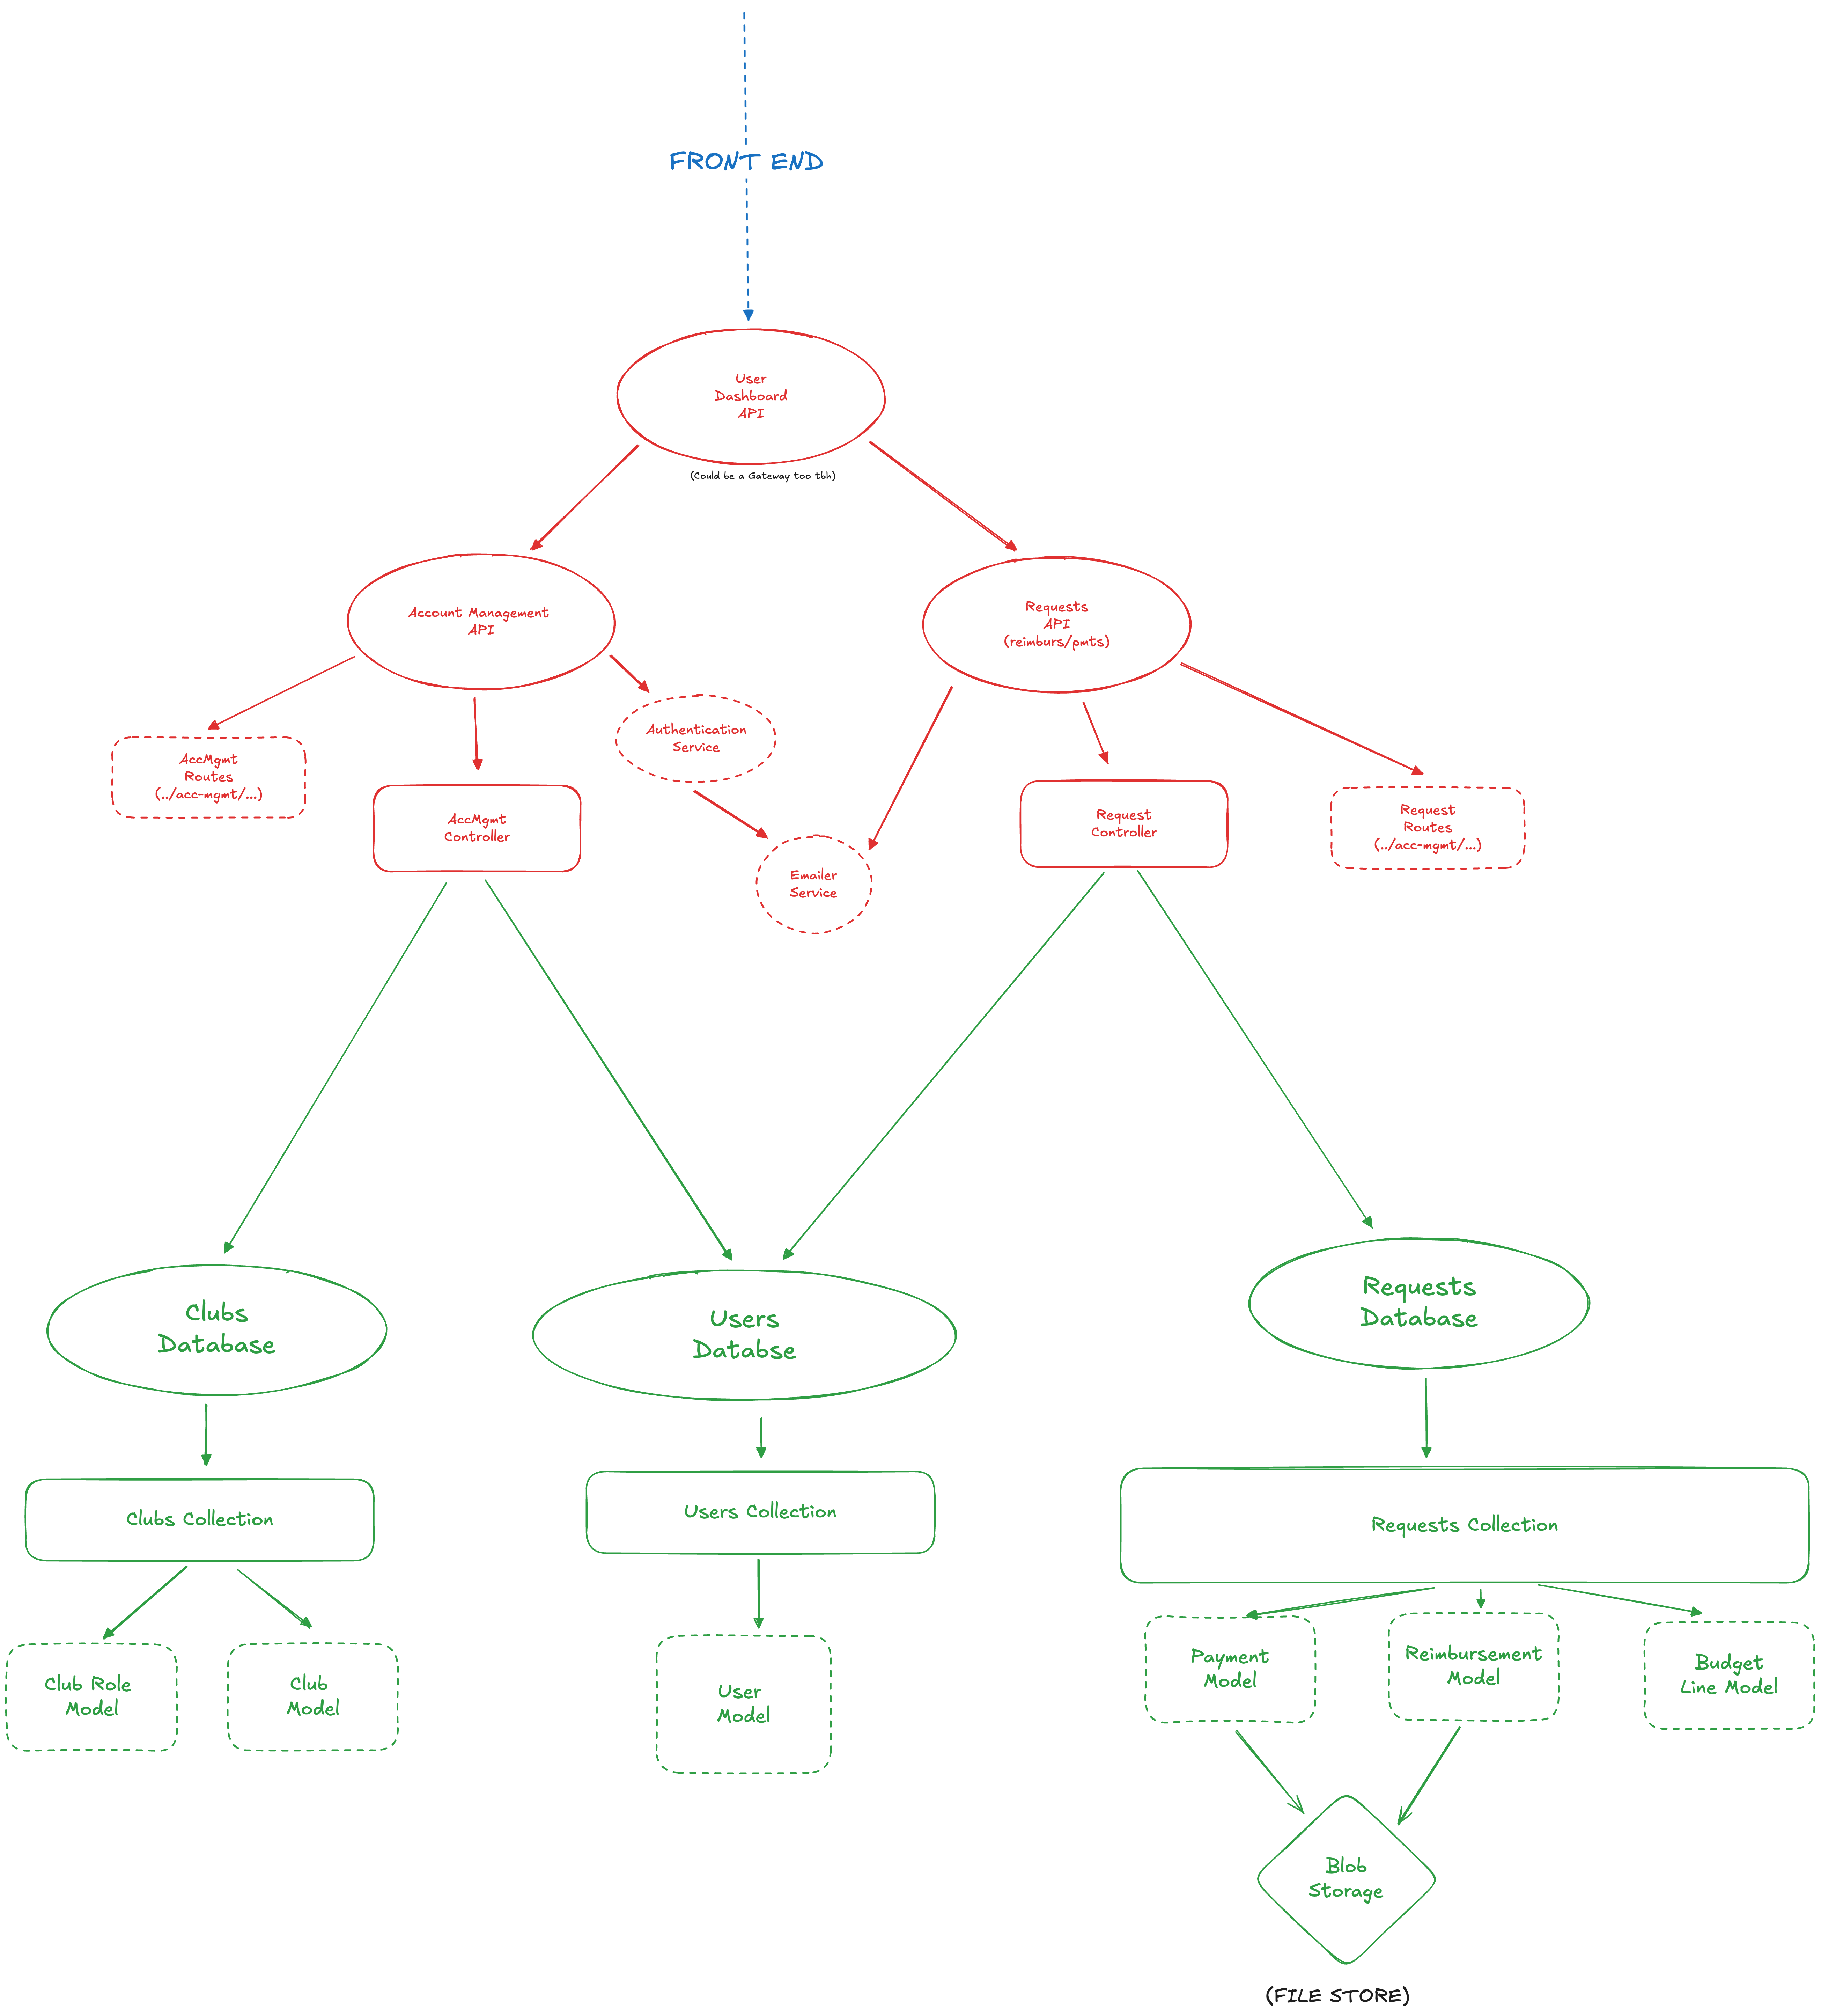 FRONT END
User
Dashboard
API
(Could be a Gateway too tbh)
Account Management
API
Requests
API
(reimburs/pmts)
Authentication
Service
AccMgmt
Routes
(../acc-mgmt/...)
AccMgmt
Controller
Request
Controller
Request
Routes
(../acc-mgmt/...)
Emailer
Service
Clubs
Database
Users
Databse
Requests
Database
Clubs Collection
Users Collection
Requests Collection
Club Role
Model
Club
Model
User
Model
Payment
Model
Reimbursement
Model
Budget
Line Model
Blob
Storage
(FILE STORE)